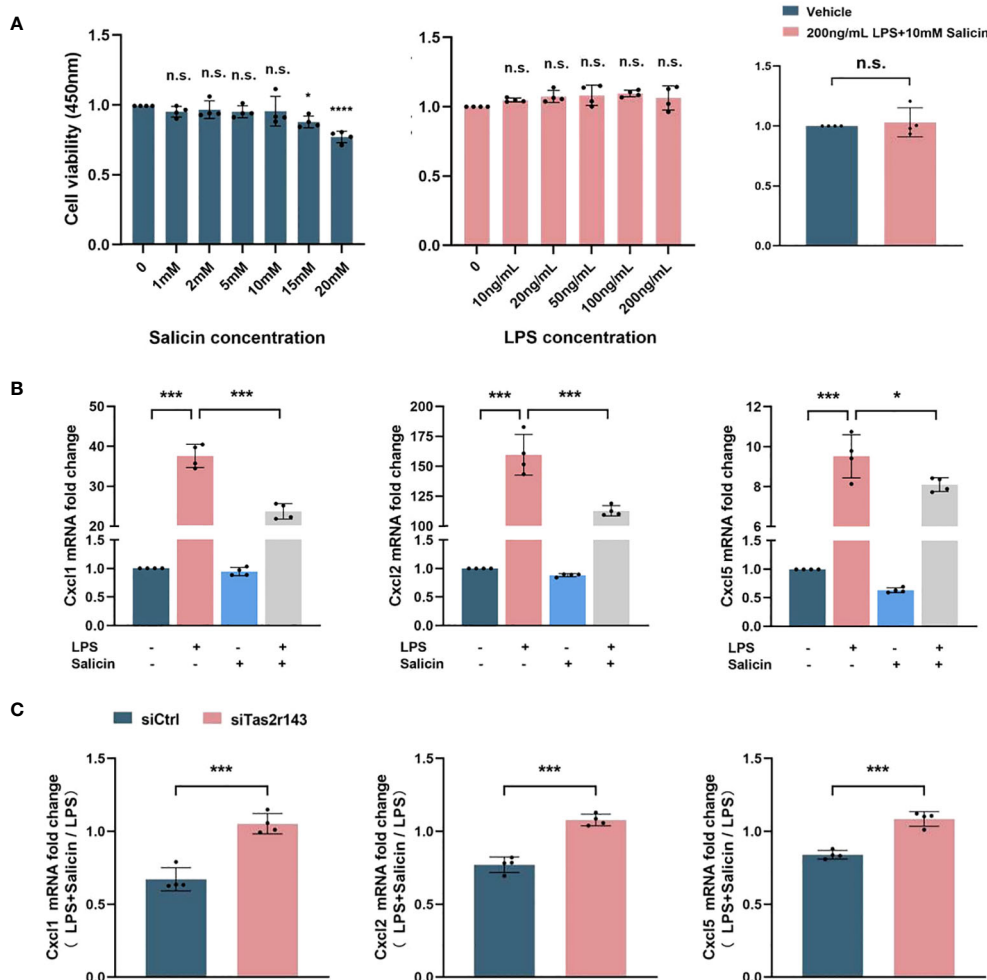 A
Cell viability (450nm)
1.5
1.0
0.5
0.0
n.s.
n.s.
n.s.
n.s.
*
****
0
1mM
2mM
5mM
10mM
15mM
20mM
Salicin concentration
1.5
1.0
0.5
0.0
n.s.
n.s.
n.s.
n.s.
n.s.
0
10ng/mL
20ng/mL
50ng/mL
100ng/mL
200ng/mL
LPS concentration
Vehicle
200ng/mL LPS+10mM Salicin
n.s.
1.5
1.0
0.5
0.0
B
Cxcl1 mRNA fold change
50
40
30
20
1.5
1.0
0.5
0.0
***
***
LPS - + - +
Salicin - - + +
Cxcl2 mRNA fold change
200
175
150
125
100
1.5
1.0
0.5
0.0
***
***
LPS - + - +
Salicin - - + +
Cxcl5 mRNA fold change
12
10
8
6
1.5
1.0
0.5
0.0
***
*
LPS - + - +
Salicin - - + +
C
siCtrl
siTas2r143
Cxcl1 mRNA fold change
( LPS+Salicin / LPS)
1.5
1.0
0.5
0.0
***
Cxcl2 mRNA fold change
( LPS+Salicin / LPS)
1.5
1.0
0.5
0.0
***
Cxcl5 mRNA fold change
( LPS+Salicin / LPS)
1.5
1.0
0.5
0.0
***